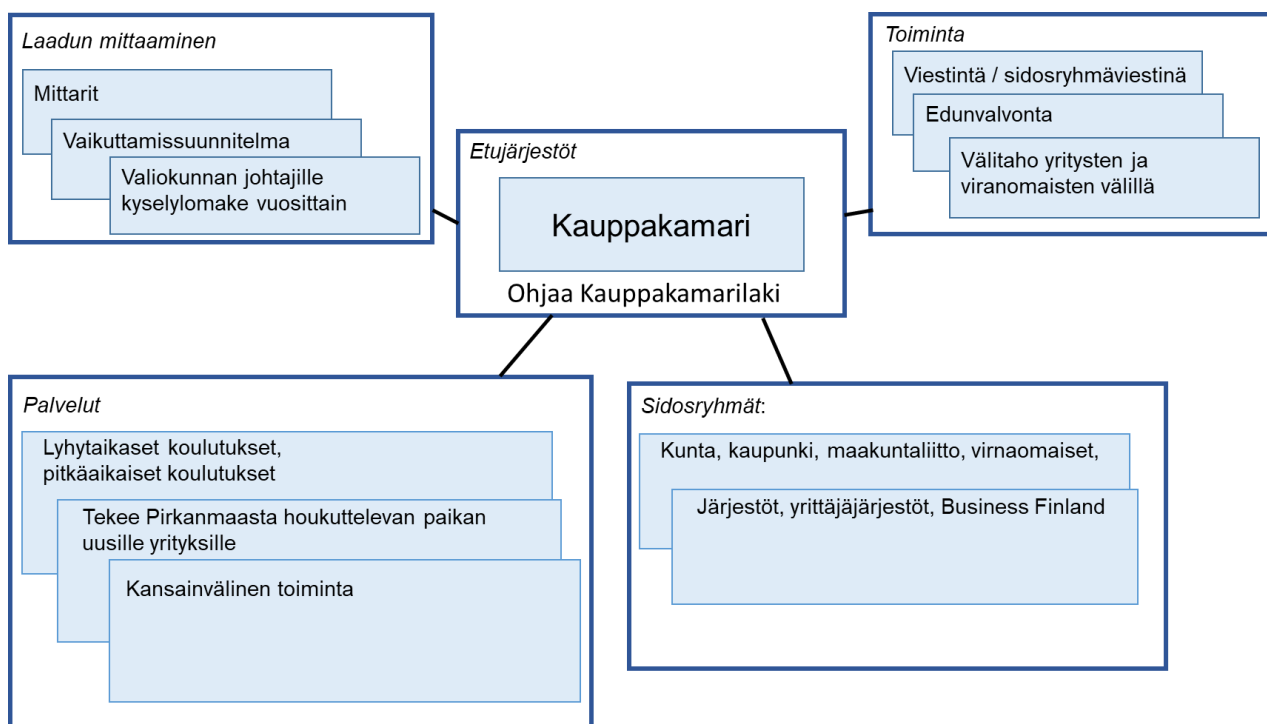 Laadun mittaaminen
Mittarit
Vaikuttamissuunnitelma
Valiokunnan johtajille
kyselylomake vuosittain
Toiminta
Viestintä / sidosryhmäviestinä
Edunvalvonta
Välitaho yritysten ja
viranomaisten välillä
Etujärjestöt
Kauppakamari
Ohjaa Kauppakamarilaki
Palvelut
Lyhytaikaset koulutukset,
pitkäaikaiset koulutukset
Tekee Pirkanmaasta houkuttelevan paikan
uusille yrityksille
Kansainvälinen toiminta
Sidosryhmät:
Kunta, kaupunki, maakuntaliitto, virnaomaiset,
Järjestöt, yrittäjäjärjestöt, Business Finland